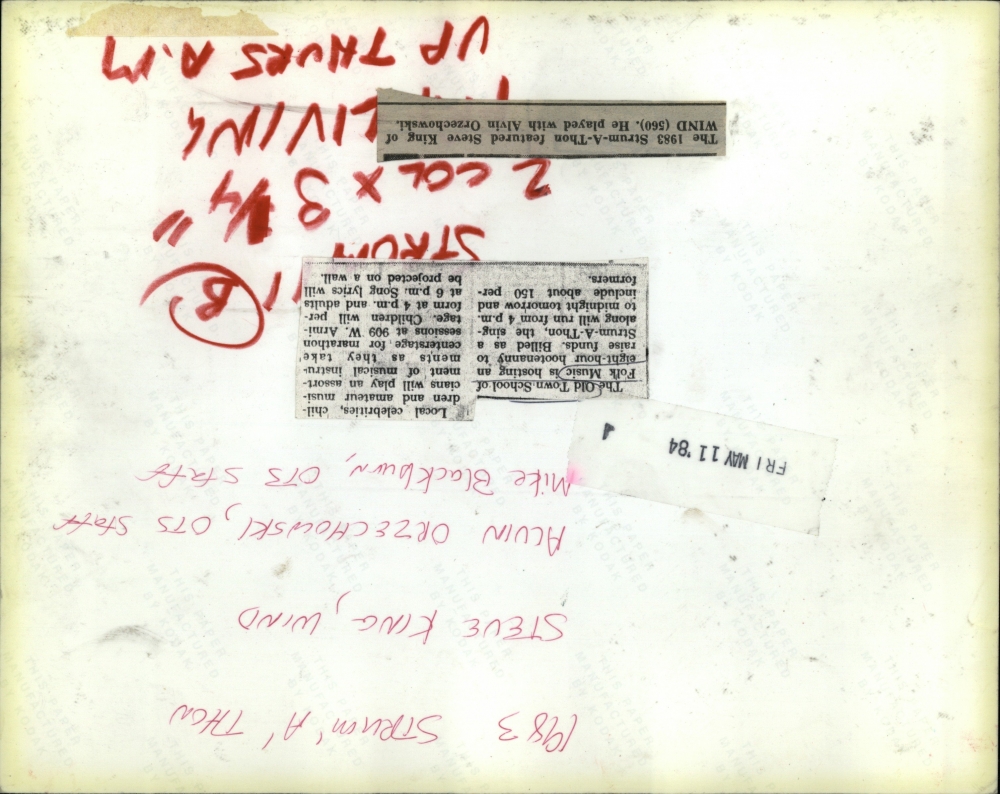 1983 STRUM 'A' THON
STEVE KING, WIND
ALVIN ORZECHOWSKI, OTS Staff
Mike Blackburn, OTS Staff
FRI MAY 11 '84
The Old Town School of
Folk Music is hosting an
eight-hour hootenanny to
raise funds. Billed as a
Strum-A-Thon, the sing-
along will run from 4 p.m.
to midnight tomorrow and
include about 150 per-
formers.
Local celebrities, chil-
dren and amateur musi-
cians will play an assort-
ment of musical instru-
ments as they take
centerstage for marathon
sessions at 909 W. Armi-
tage. Children will per-
form at 4 p.m. and adults
at 6 p.m. Song lyrics will
be projected on a wall.
B
STRUM
2 COL X 3 1/4"
LIVING
The 1983 Strum-A-Thon featured Steve King of
WIND (560). He played with Alvin Orzechowski.
UP THURS A.M